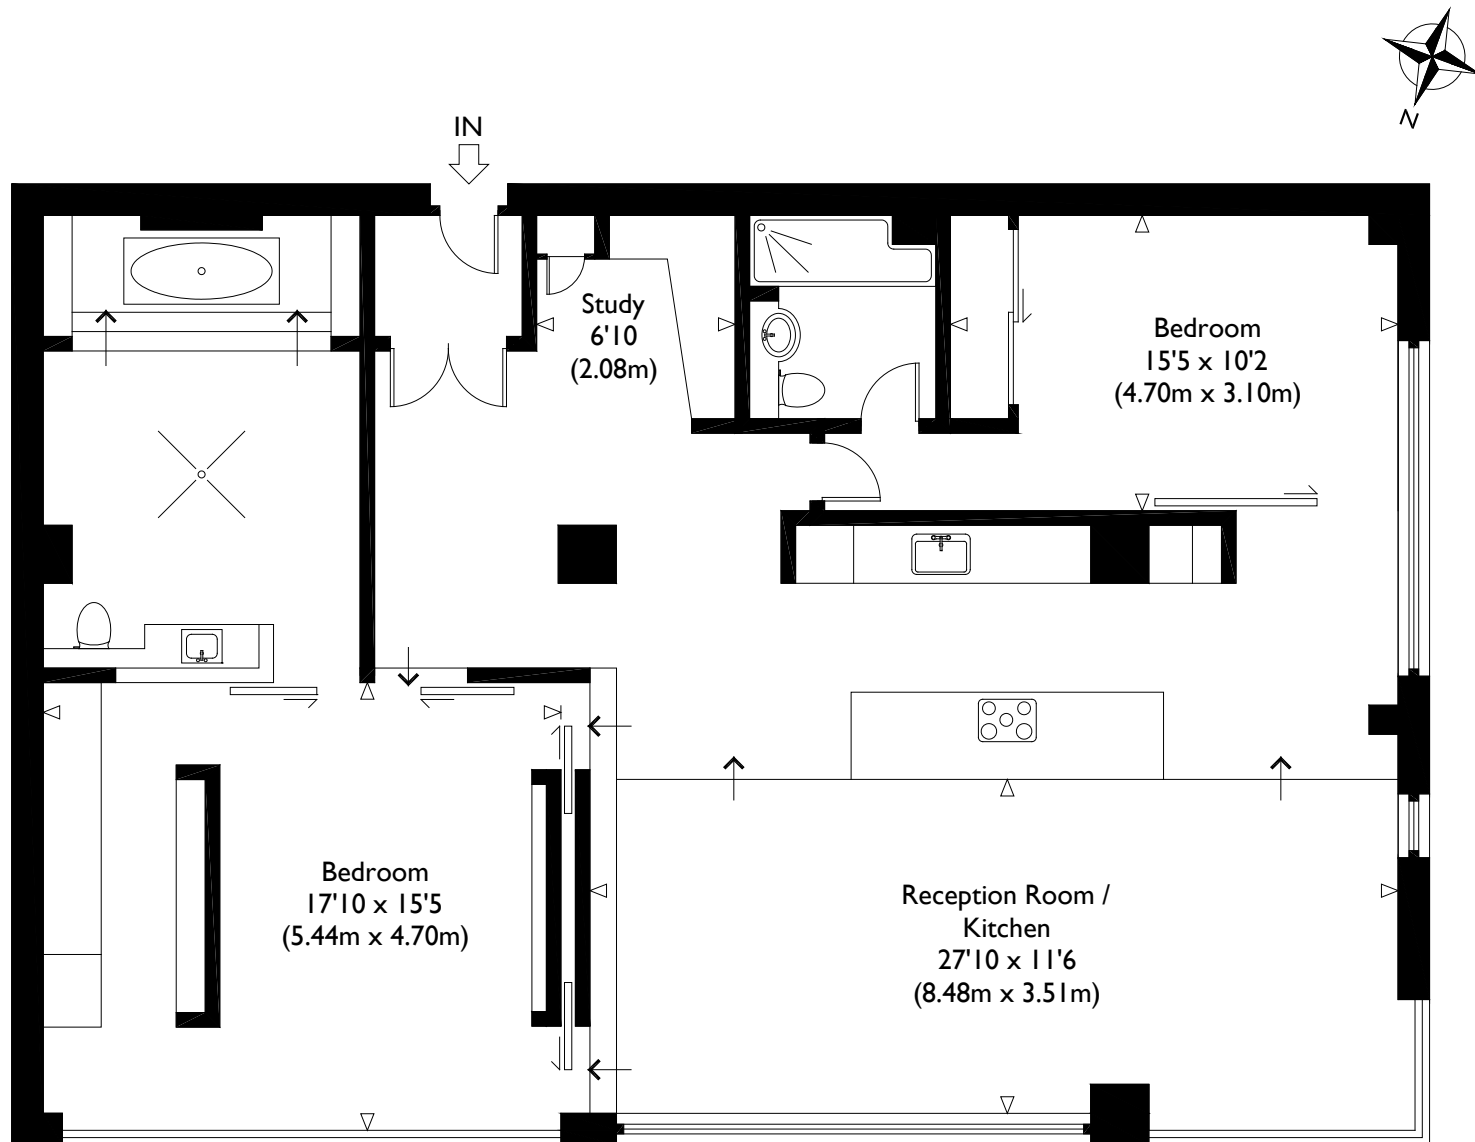 N
IN
Study
6'10
(2.08m)
Bedroom
15'5 x 10'2
(4.70m x 3.10m)
Bedroom
17'10 x 15'5
(5.44m x 4.70m)
Reception Room /
Kitchen
27'10 x 11'6
(8.48m x 3.51m)